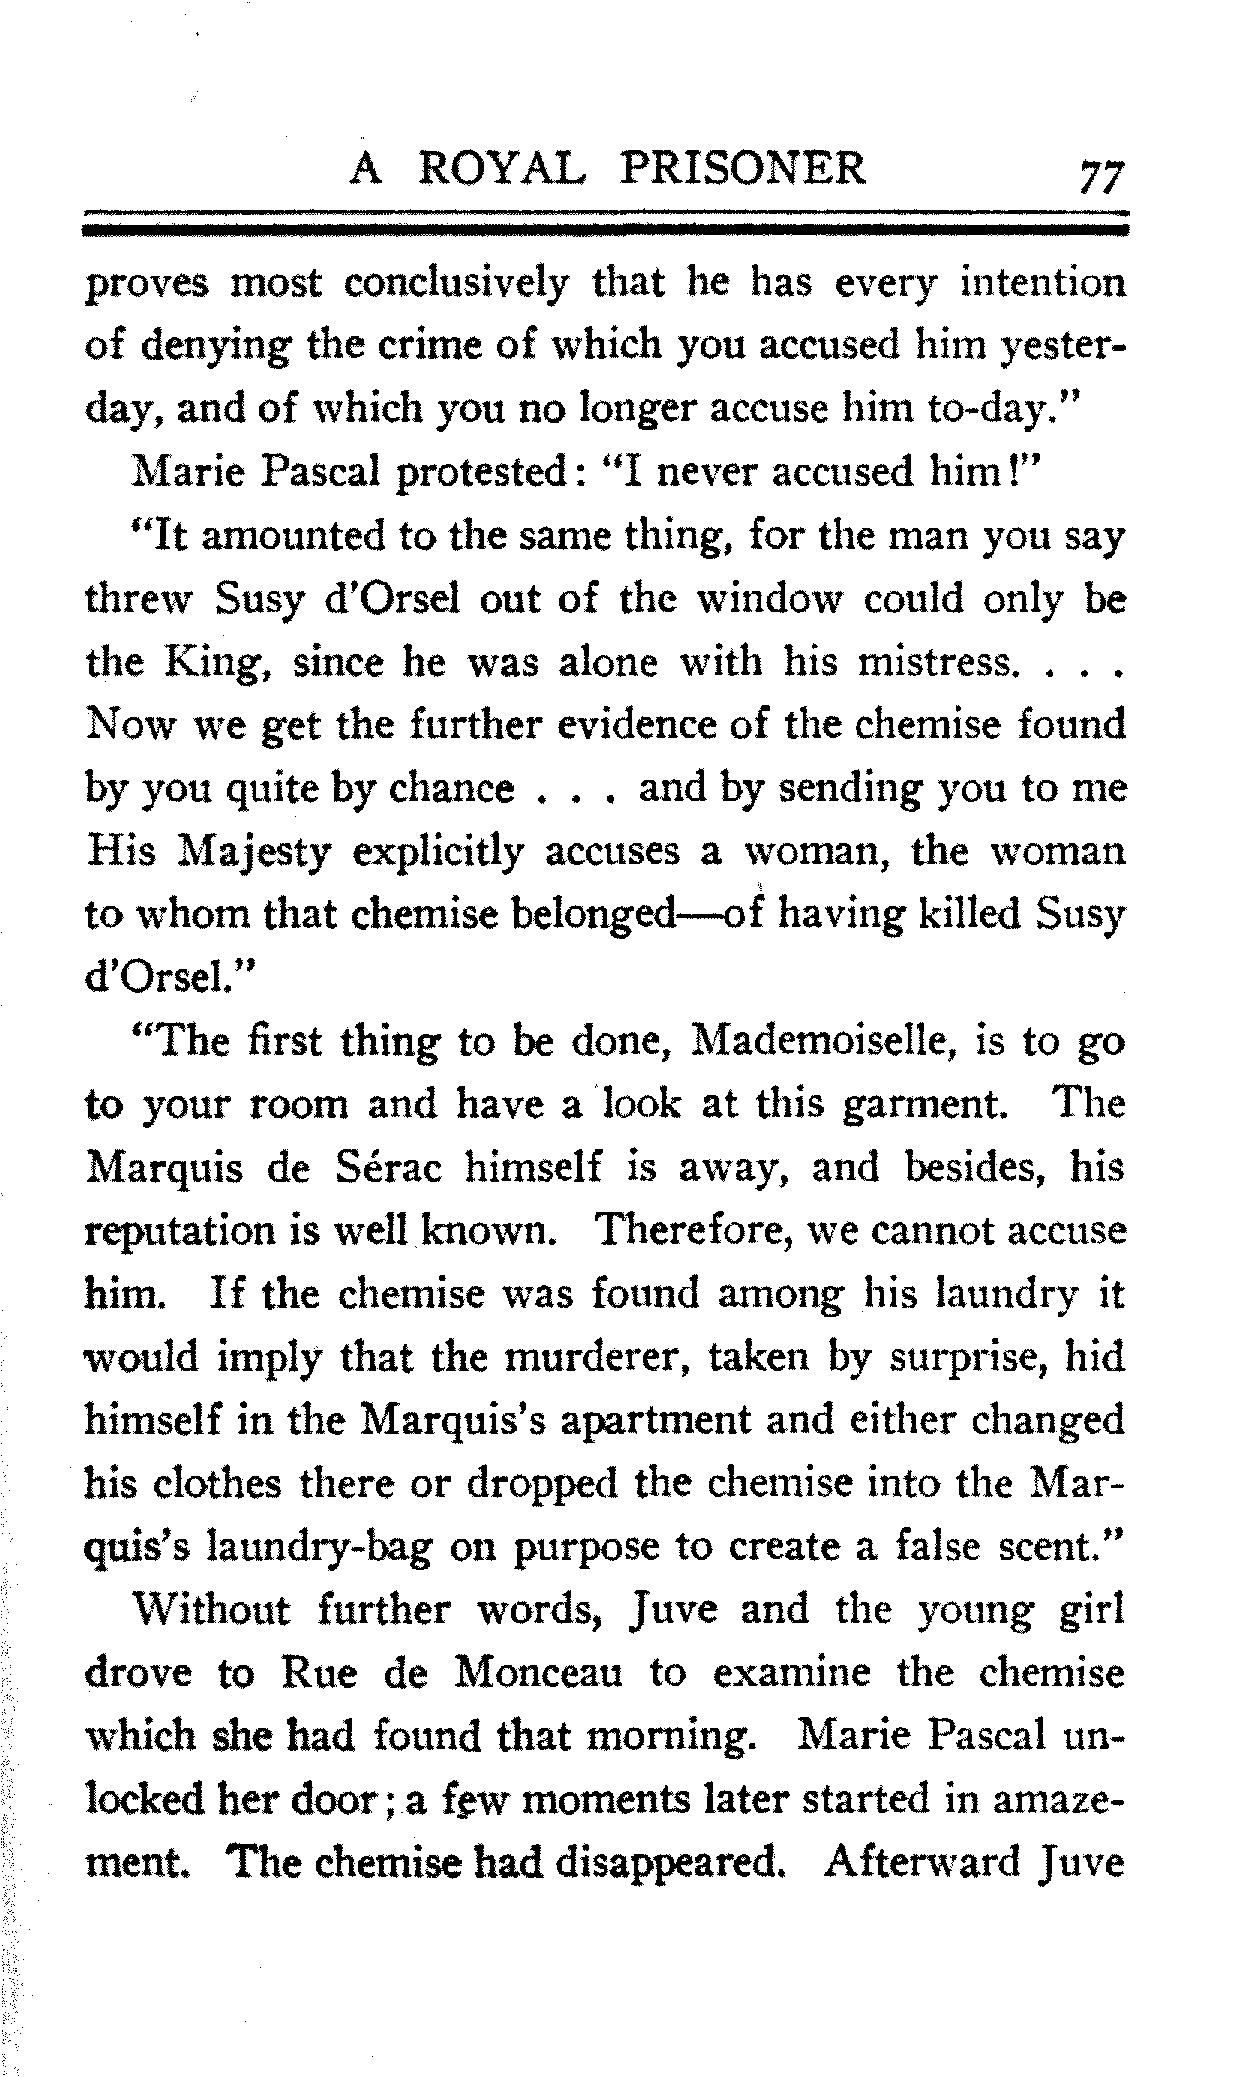 A ROYAL PRISONER 77
proves most conclusively that he has every intention
of denying the crime of which you accused him yester-
day, and of which you no longer accuse him to-day."
Marie Pascal protested: "I never accused him!"
"It amounted to the same thing, for the man you say
threw Susy d'Orsel out of the window could only be
the King, since he was alone with his mistress. . . .
Now we get the further evidence of the chemise found
by you quite by chance . . . and by sending you to me
His Majesty explicitly accuses a woman, the woman
to whom that chemise belonged—of having killed Susy
d'Orsel."
"The first thing to be done, Mademoiselle, is to go
to your room and have a look at this garment. The
Marquis de Sérac himself is away, and besides, his
reputation is well known. Therefore, we cannot accuse
him. If the chemise was found among his laundry it
would imply that the murderer, taken by surprise, hid
himself in the Marquis's apartment and either changed
his clothes there or dropped the chemise into the Mar-
quis's laundry-bag on purpose to create a false scent."
Without further words, Juve and the young girl
drove to Rue de Monceau to examine the chemise
which she had found that morning. Marie Pascal un-
locked her door; a few moments later started in amaze-
ment. The chemise had disappeared. Afterward Juve